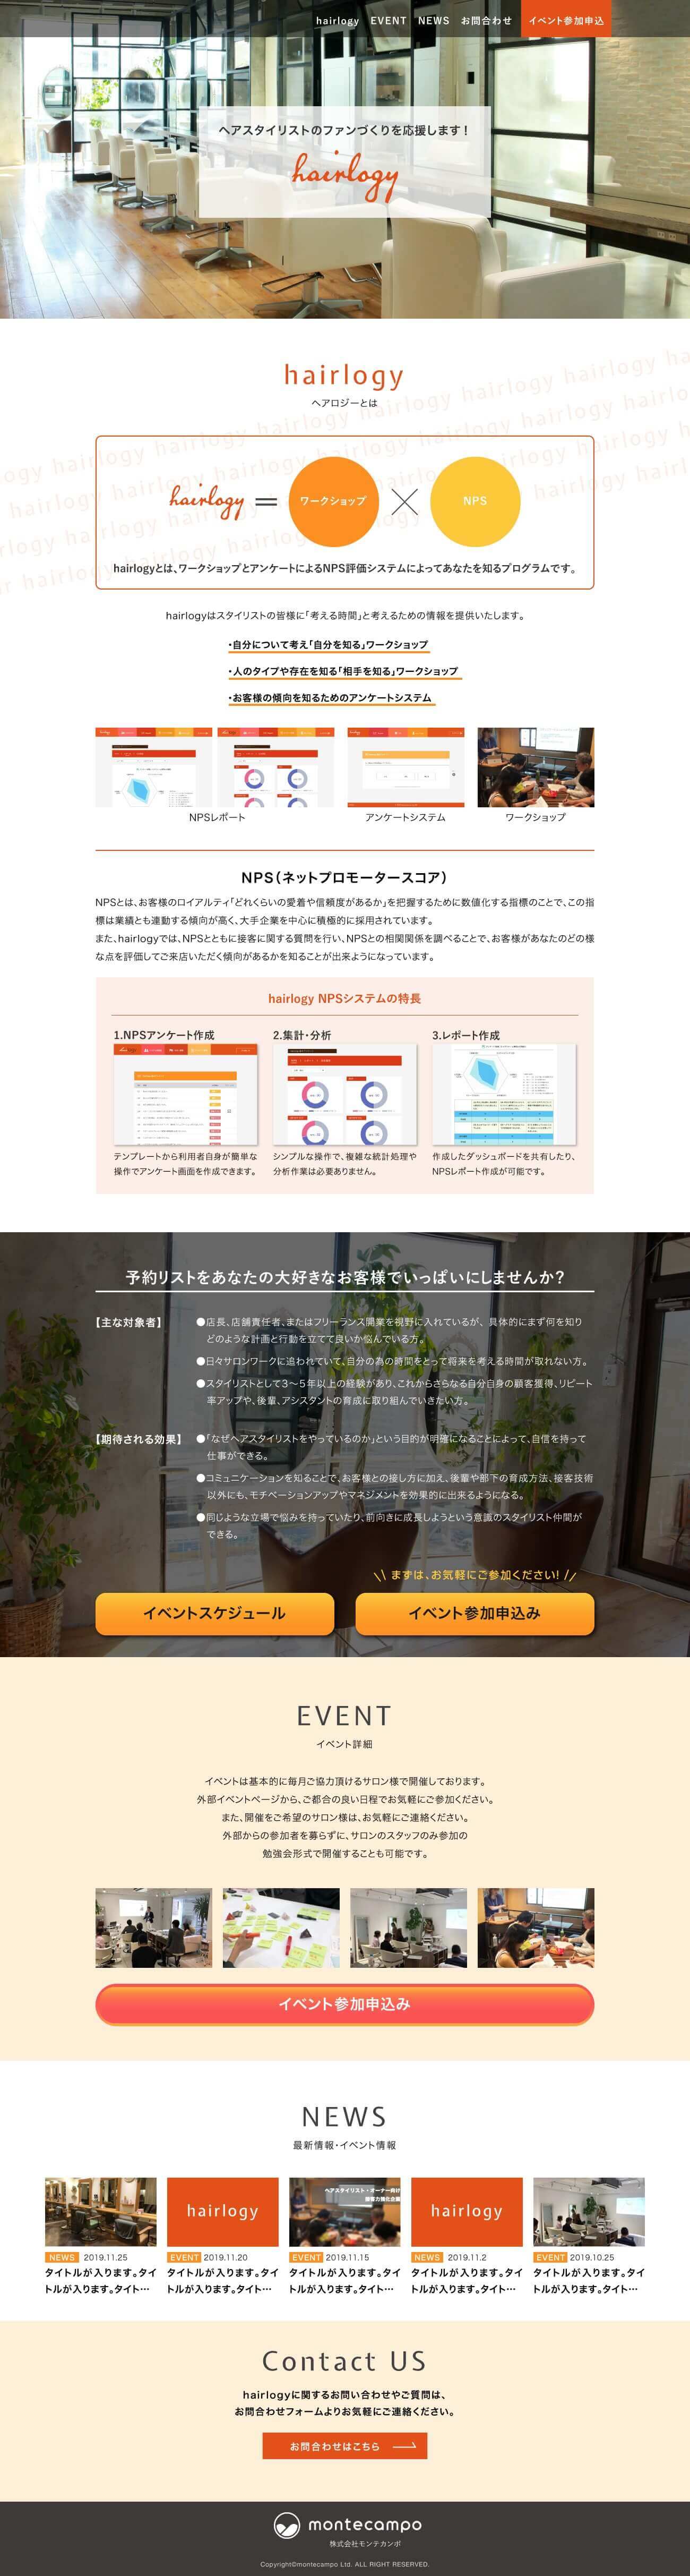 hairlogy EVENT NEWS お問合わせ イベント参加申込
ヘアスタイリストのファンづくりを応援します！
hairlogy
hairlogy
ヘアロジーとは
hairlogy = ワークショップ × NPS
hairlogyとは、ワークショップとアンケートによるNPS評価システムによってあなたを知るプログラムです。
hairlogyはスタイリストの皆様に「考える時間」と考えるための情報を提供いたします。
・自分について考え「自分を知る」ワークショップ
・人のタイプや存在を知る「相手を知る」ワークショップ
・お客様の傾向を知るためのアンケートシステム
NPSレポート アンケートシステム ワークショップ
NPS（ネットプロモータースコア）
NPSとは、お客様のロイアルティ「どれくらいの愛着や信頼度があるか」を把握するために数値化する指標のことで、この指
標は業績とも連動する傾向が高く、大手企業を中心に積極的に採用されています。
また、hairlogyでは、NPSとともに接客に関する質問を行い、NPSとの相関関係を調べることで、お客様があなたのどの様
な点を評価してご来店いただく傾向があるかを知ることが出来ようになっています。
hairlogy NPSシステムの特長
1.NPSアンケート作成 2.集計・分析 3.レポート作成
テンプレートから利用者自身が簡単な
操作でアンケート画面を作成できます。
シンプルな操作で、複雑な統計処理や
分析作業は必要ありません。
作成したダッシュボードを共有したり、
NPSレポート作成が可能です。
予約リストをあなたの大好きなお客様でいっぱいにしませんか？
【主な対象者】
●店長、店舗責任者、またはフリーランス開業を視野に入れているが、具体的にまず何を知り
どのような計画と行動を立てて良いか悩んでいる方。
●日々サロンワークに追われていて、自分の為の時間をとって将来を考える時間が取れない方。
●スタイリストとして3〜5年以上の経験があり、これからさらなる自分自身の顧客獲得、リピート
率アップや、後輩、アシスタントの育成に取り組んでいきたい方。
【期待される効果】
●「なぜヘアスタイリストをやっているのか」という目的が明確になることによって、自信を持って
仕事ができる。
●コミュニケーションを知ることで、お客様との接し方に加え、後輩や部下の育成方法、接客技術
以外にも、モチベーションアップやマネジメントを効果的に出来るようになる。
●同じような立場で悩みを持っていたり、前向きに成長しようという意識のスタイリスト仲間が
できる。
\\ まずは、お気軽にご参加ください! //
イベントスケジュール イベント参加申込み
EVENT
イベント詳細
イベントは基本的に毎月ご協力頂けるサロン様で開催しております。
外部イベントページから、ご都合の良い日程でお気軽にご参加ください。
また、開催をご希望のサロン様は、お気軽にご連絡ください。
外部からの参加者を募らずに、サロンのスタッフのみ参加の
勉強会形式で開催することも可能です。
イベント参加申込み
NEWS
最新情報・イベント情報
hairlogy
ヘアスタイリスト・オーナー向け
hairlogy
NEWS 2019.11.25
タイトルが入ります。タイ
トルが入ります。タイト…
EVENT 2019.11.20
タイトルが入ります。タイ
トルが入ります。タイト…
EVENT 2019.11.15
タイトルが入ります。タイ
トルが入ります。タイト…
NEWS 2019.11.2
タイトルが入ります。タイ
トルが入ります。タイト…
EVENT 2019.10.25
タイトルが入ります。タイ
トルが入ります。タイト…
Contact US
hairlogyに関するお問い合わせやご質問は、
お問合わせフォームよりお気軽にご連絡ください。
お問合わせはこちら
montecampo
株式会社モンテカンポ
Copyright©montecampo Ltd. ALL RIGHT RESERVED.